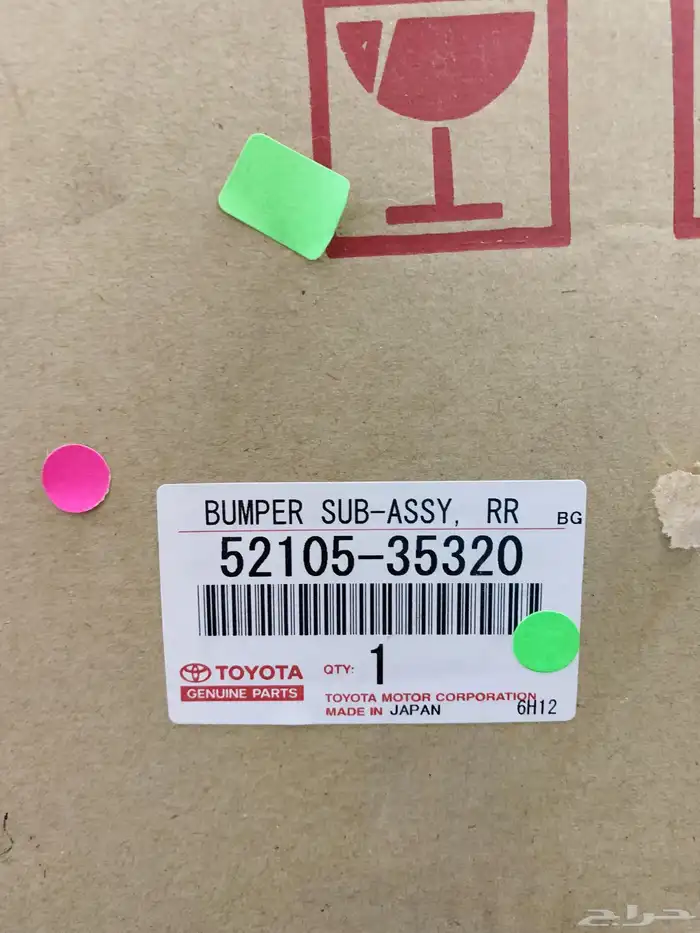 BUMPER SUB-ASSY, RR BG
52105-35320
TOYOTA QTY: 1
GENUINE PARTS
TOYOTA MOTOR CORPORATION
MADE IN JAPAN 6H12
حراج